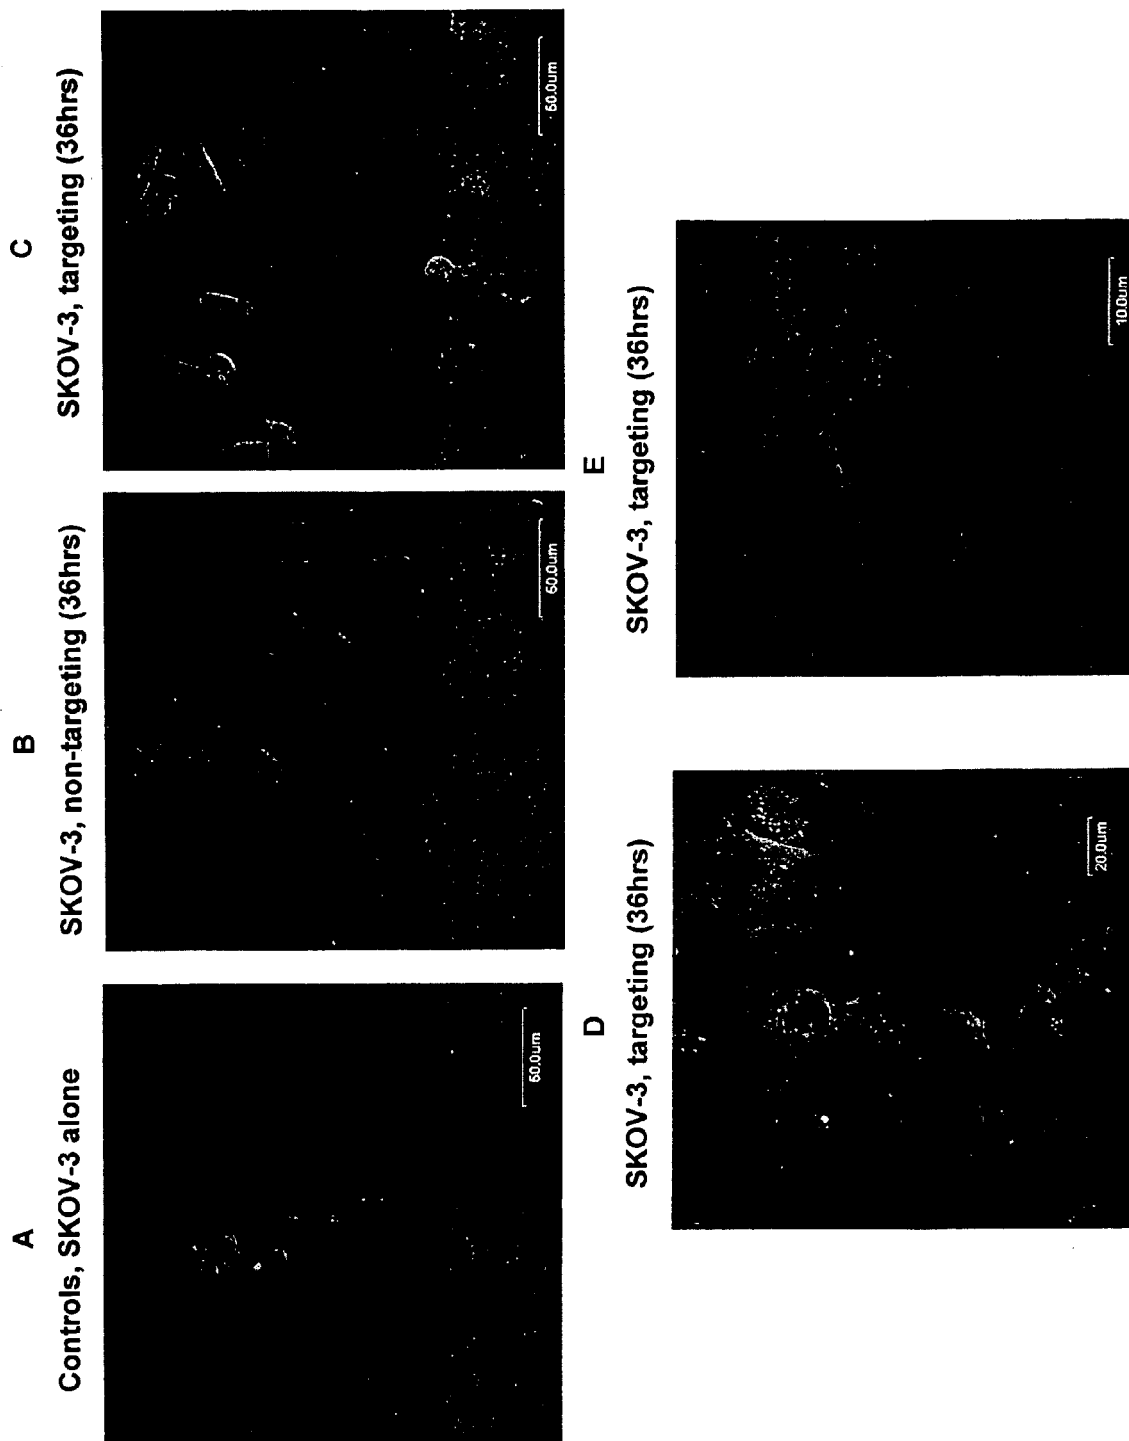 A
Controls, SKOV-3 alone
60.0um
B
SKOV-3, non-targeting (36hrs)
60.0um
C
SKOV-3, targeting (36hrs)
60.0um
D
SKOV-3, targeting (36hrs)
20.0um
E
SKOV-3, targeting (36hrs)
10.0um